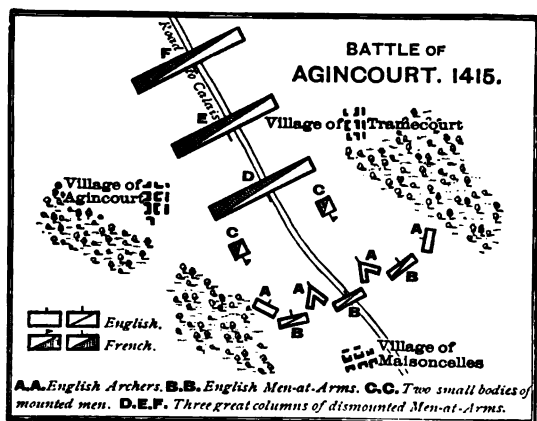 BATTLE OF
AGINCOURT. 1415.
Road to Calais
F
E
D
Village of Tramecourt
Village of
Agincourt
C
C
A
A
B
A
A
B
B
Village of
Maisoncelles
English.
French.
A.A. English Archers. B.B. English Men-at-Arms. C.C. Two small bodies of
mounted men. D.E.F. Three great columns of dismounted Men-at-Arms.